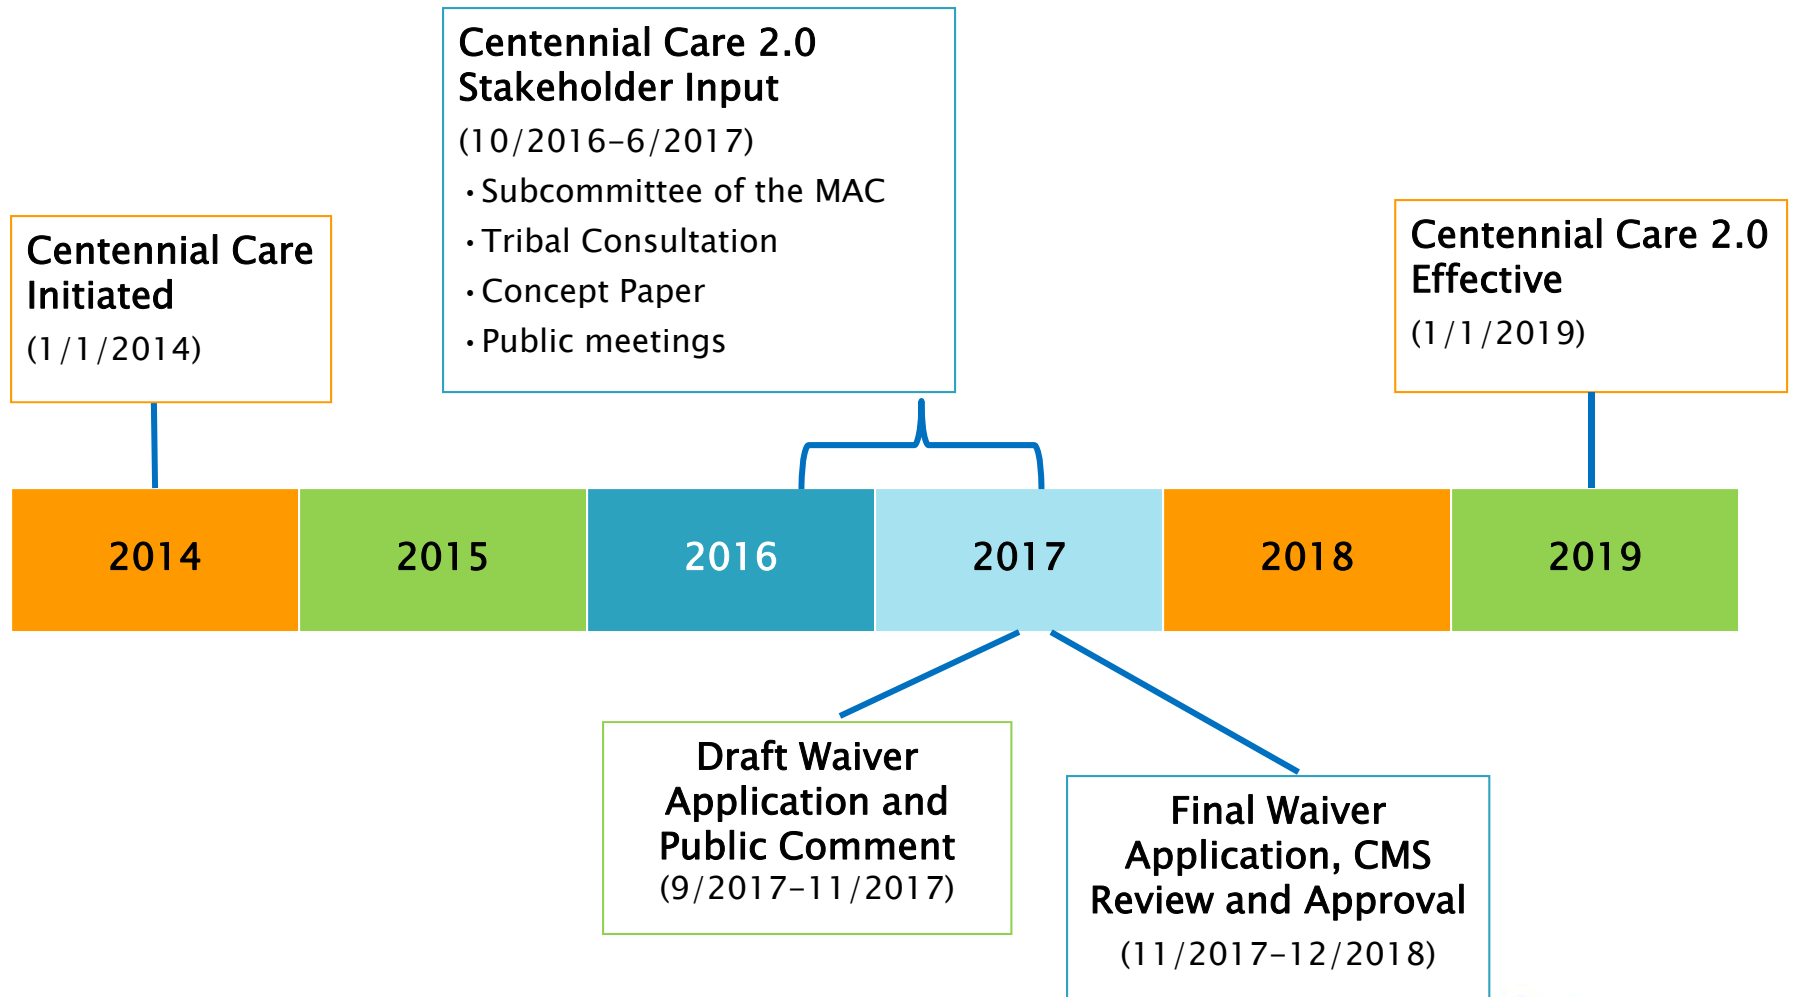 Centennial Care 2.0
Stakeholder Input
(10/2016-6/2017)
• Subcommittee of the MAC
• Tribal Consultation
• Concept Paper
• Public meetings
Centennial Care
Initiated
(1/1/2014)
Centennial Care 2.0
Effective
(1/1/2019)
2014
2015
2016
2017
2018
2019
Draft Waiver
Application and
Public Comment
(9/2017-11/2017)
Final Waiver
Application, CMS
Review and Approval
(11/2017-12/2018)